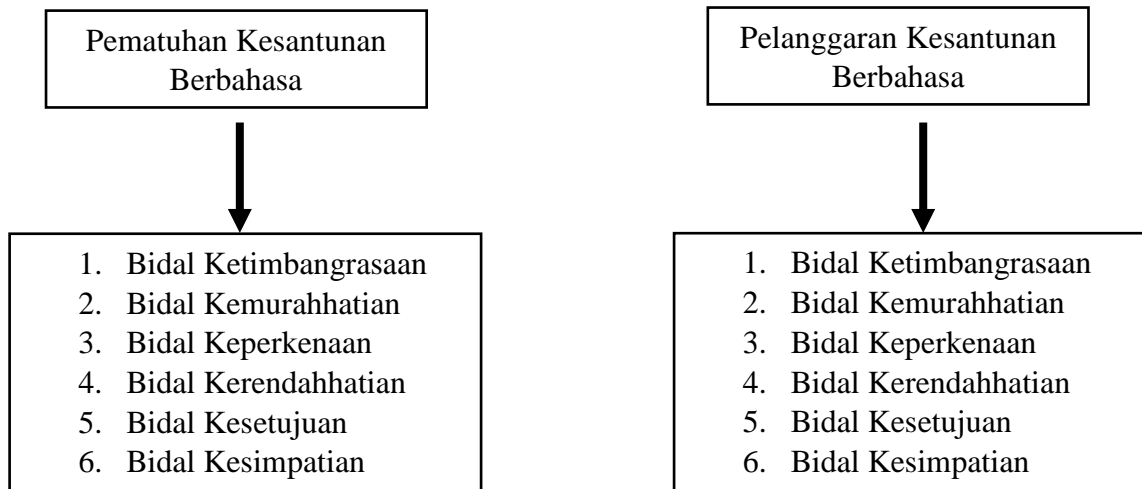 Pematuhan Kesantunan
Berbahasa
1. Bidal Ketimbangrasaan
2. Bidal Kemurahhatian
3. Bidal Keperkenaan
4. Bidal Kerendahhatian
5. Bidal Kesetujuan
6. Bidal Kesimpatian
Pelanggaran Kesantunan
Berbahasa
1. Bidal Ketimbangrasaan
2. Bidal Kemurahhatian
3. Bidal Keperkenaan
4. Bidal Kerendahhatian
5. Bidal Kesetujuan
6. Bidal Kesimpatian